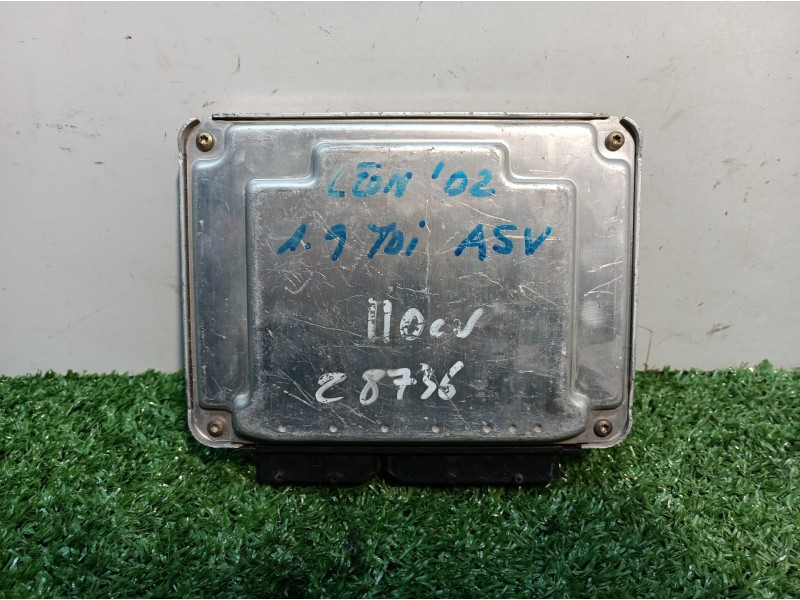 LEON '02
1.9 TDi ASV
110cv
28736